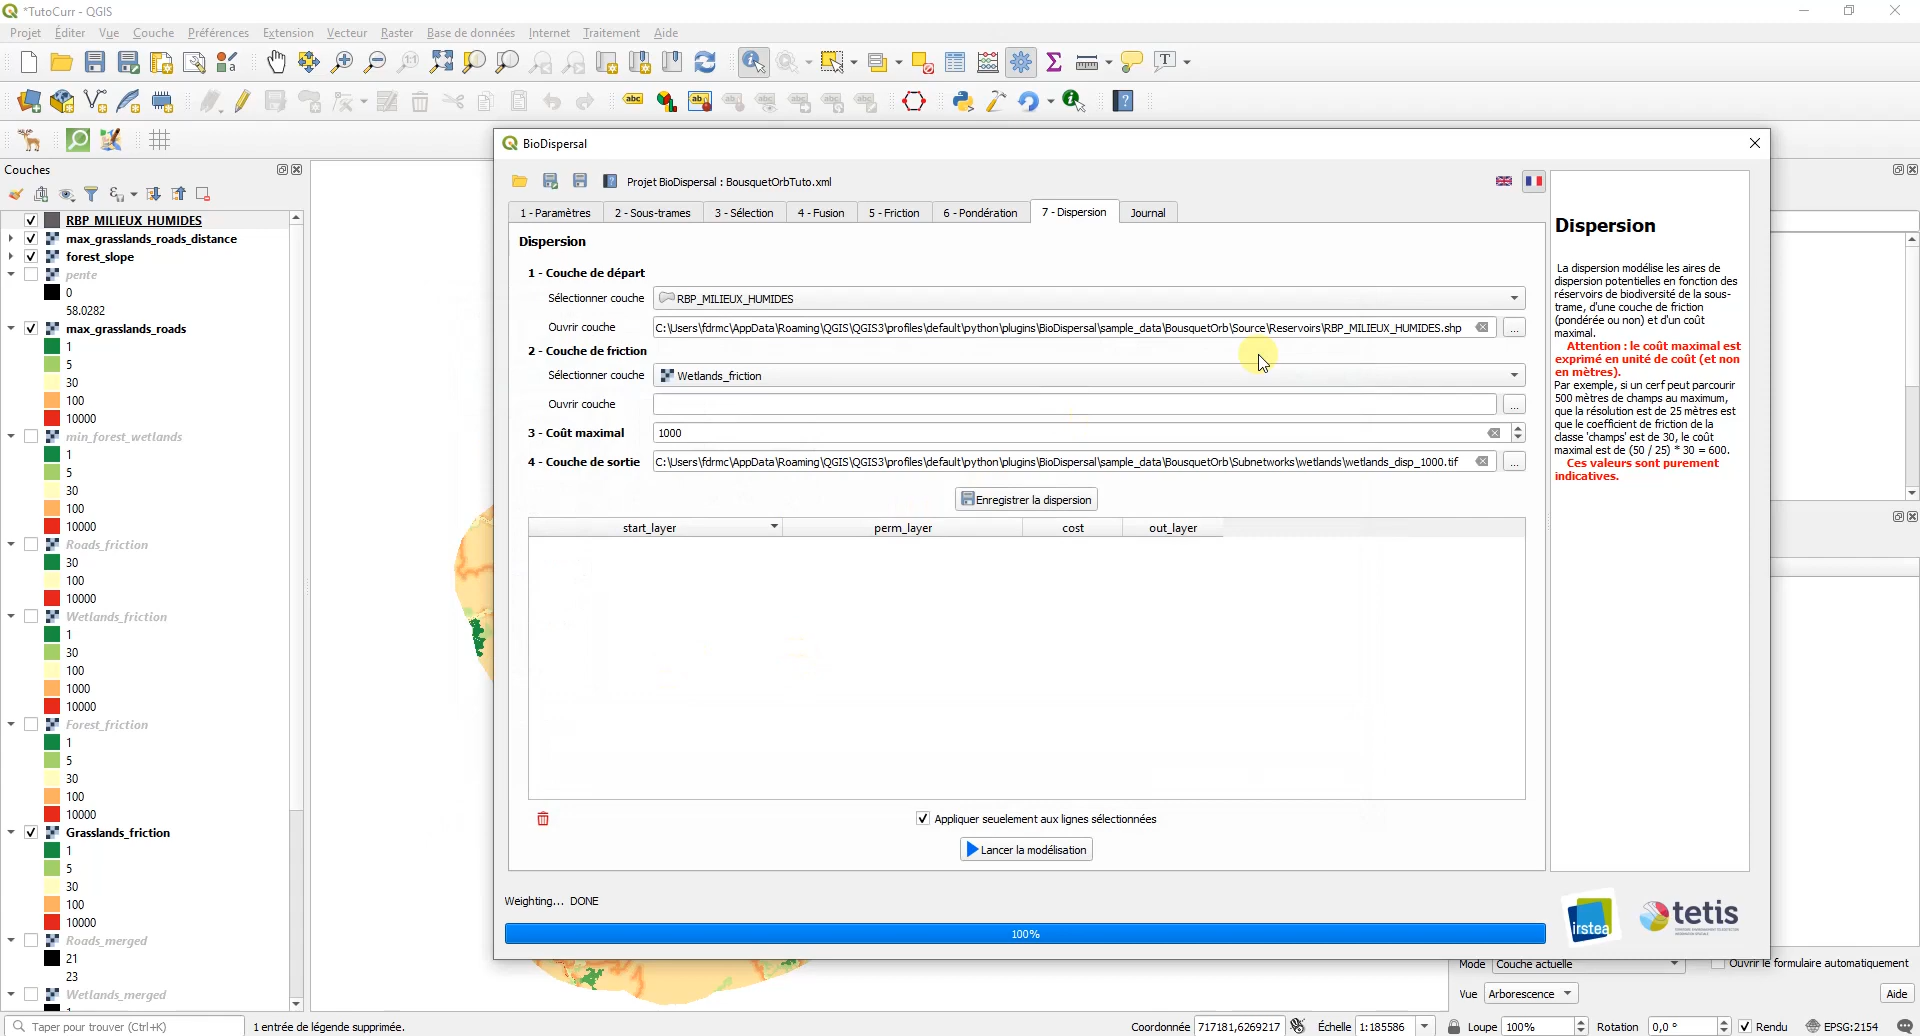 *TutoCurr - QGIS
Projet Éditer Vue Couche Préférences Extension Vecteur Raster Base de données Internet Traitement Aide
Couches
RBP_MILIEUX_HUMIDES
max_grasslands_roads_distance
forest_slope
pente
0
58.0282
max_grasslands_roads
1
5
30
100
10000
min_forest_wetlands
1
5
30
100
10000
Roads_friction
30
100
10000
Wetlands_friction
1
30
100
1000
10000
Forest_friction
1
5
30
100
10000
Grasslands_friction
1
5
30
100
10000
Roads_merged
21
23
Wetlands_merged
BioDispersal
Projet BioDispersal : BousquetOrbTuto.xml
1 - Paramètres 2 - Sous-trames 3 - Sélection 4 - Fusion 5 - Friction 6 - Pondération 7 - Dispersion Journal
Dispersion
1 - Couche de départ
Sélectionner couche RBP_MILIEUX_HUMIDES
Ouvrir couche C:\Users\fdrmc\AppData\Roaming\QGIS\QGIS3\profiles\default\python\plugins\BioDispersal\sample_data\BousquetOrb\Source\Reservoirs\RBP_MILIEUX_HUMIDES.shp ...
2 - Couche de friction
Sélectionner couche Wetlands_friction
Ouvrir couche ...
3 - Coût maximal 1000
4 - Couche de sortie C:\Users\fdrmc\AppData\Roaming\QGIS\QGIS3\profiles\default\python\plugins\BioDispersal\sample_data\BousquetOrb\Subnetworks\wetlands\wetlands_disp_1000.tif ...
Enregistrer la dispersion
start_layer perm_layer cost out_layer
Appliquer seuelement aux lignes sélectionnées
Lancer la modélisation
Weighting... DONE
100%
Dispersion
La dispersion modélise les aires de
dispersion potentielles en fonction des
réservoirs de biodiversité de la sous-
trame, d'une couche de friction
(pondérée ou non) et d'un coût
maximal.
Attention : le coût maximal est
exprimé en unité de coût (et non
en mètres).
Par exemple, si un cerf peut parcourir
500 mètres de champs au maximum,
que la résolution est de 25 mètres est
que le coefficient de friction de la
classe 'champs' est de 30, le coût
maximal est de (50 / 25) * 30 = 600.
Ces valeurs sont purement
indicatives.
irstea
tetis
Mode Couche actuelle Ouvrir le formulaire automatiquement
Vue Arborescence Aide
Taper pour trouver (Ctrl+K) 1 entrée de légende supprimée. Coordonnée 717181,6269217 Échelle 1:185586 Loupe 100% Rotation 0,0 ° Rendu EPSG:2154